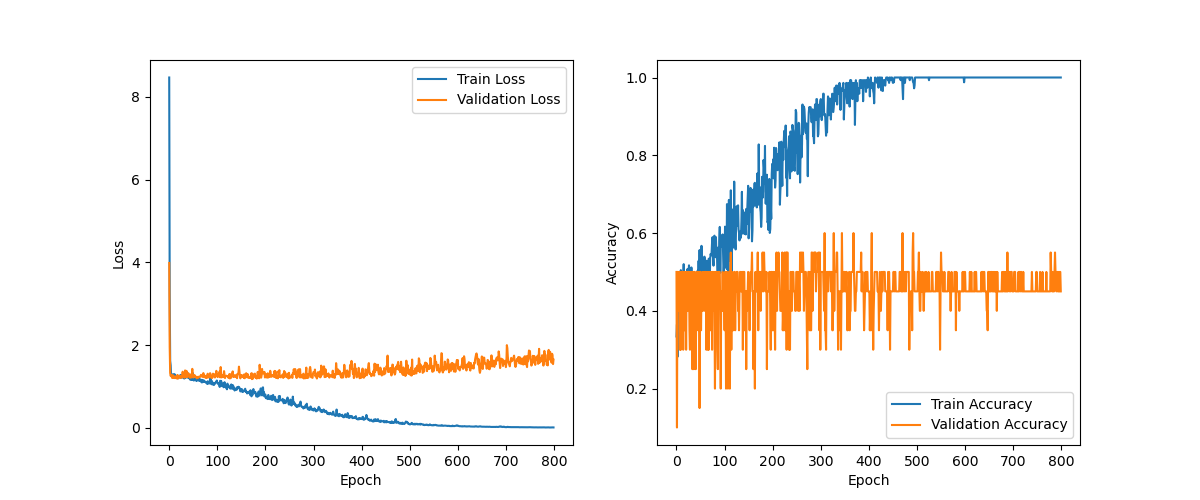 Train Loss
Validation Loss
8
6
4
2
0
Loss
0 100 200 300 400 500 600 700 800
Epoch
1.0
0.8
0.6
0.4
0.2
Accuracy
Train Accuracy
Validation Accuracy
0 100 200 300 400 500 600 700 800
Epoch